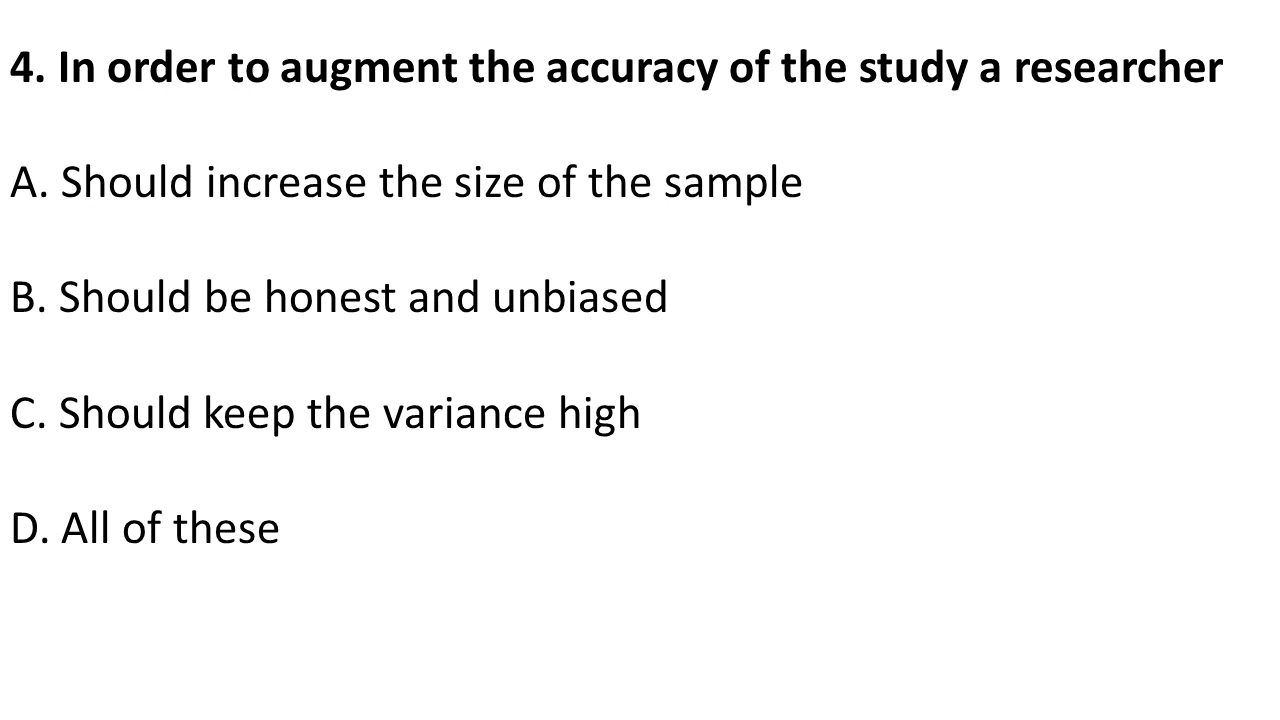 4. In order to augment the accuracy of the study a researcher
A. Should increase the size of the sample
B. Should be honest and unbiased
C. Should keep the variance high
D. All of these